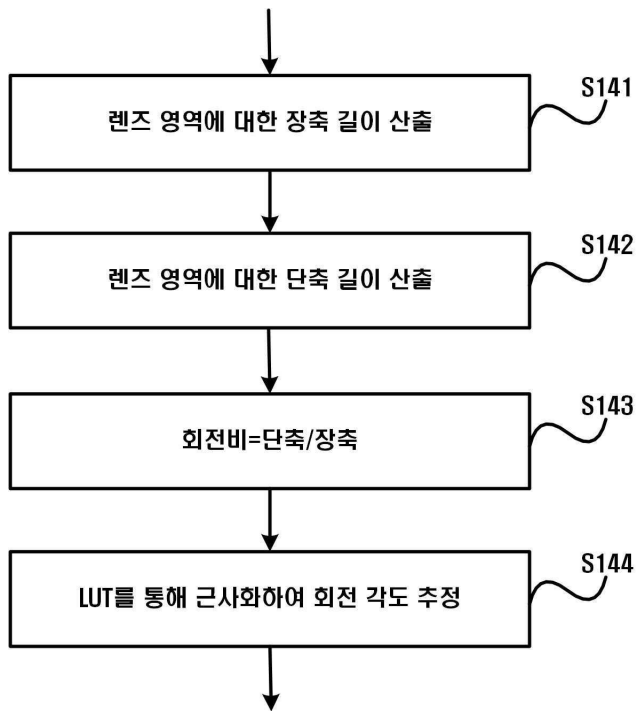 렌즈 영역에 대한 장축 길이 산출
S141
렌즈 영역에 대한 단축 길이 산출
S142
회전비=단축/장축
S143
LUT를 통해 근사화하여 회전 각도 추정
S144